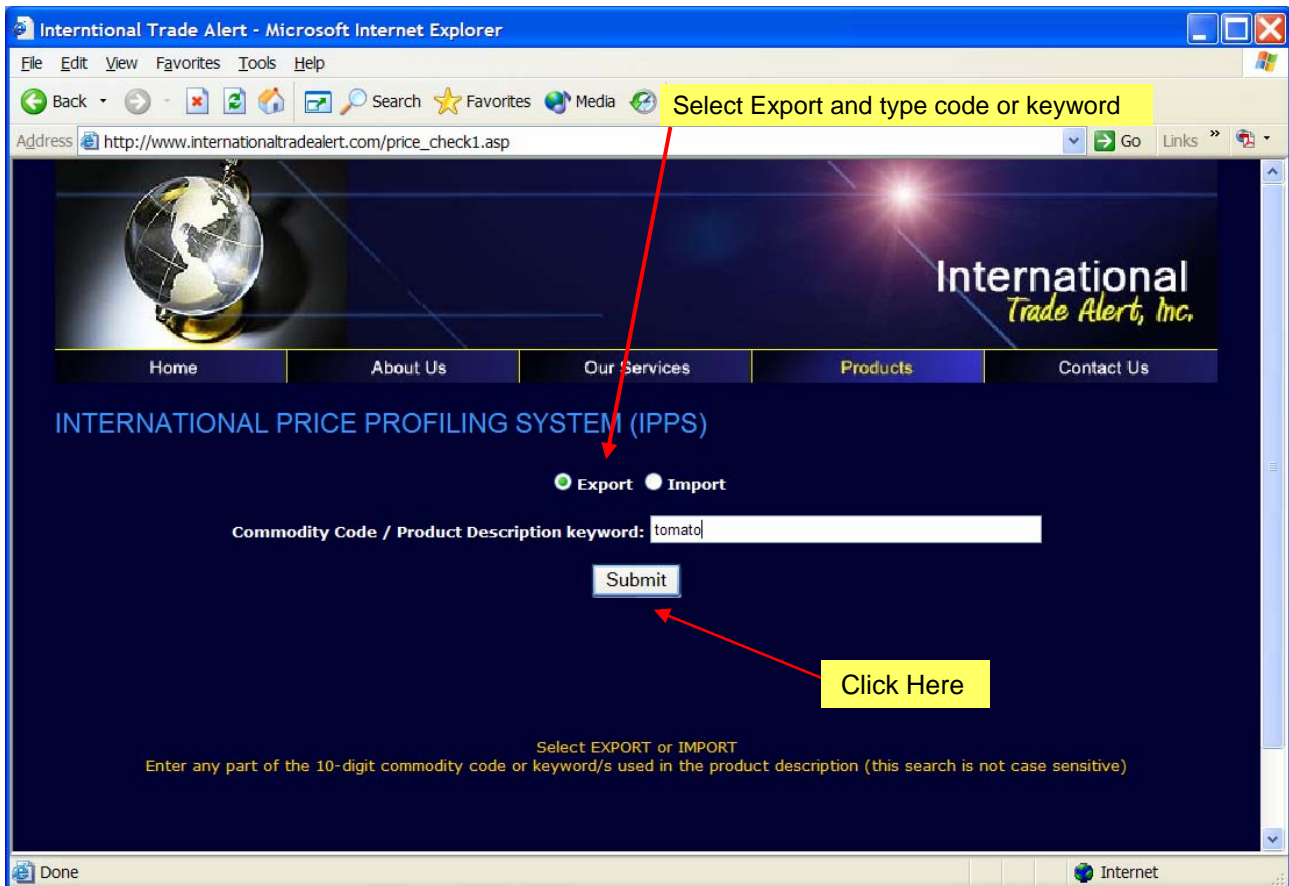 Interntional Trade Alert - Microsoft Internet Explorer
File Edit View Favorites Tools Help
Back Search Favorites Media
Select Export and type code or keyword
Address http://www.internationaltradealert.com/price_check1.asp Go Links »
International
Trade Alert, Inc.
Home About Us Our Services Products Contact Us
INTERNATIONAL PRICE PROFILING SYSTEM (IPPS)
Export Import
Commodity Code / Product Description keyword: tomato
Submit
Click Here
Select EXPORT or IMPORT
Enter any part of the 10-digit commodity code or keyword/s used in the product description (this search is not case sensitive)
Done Internet